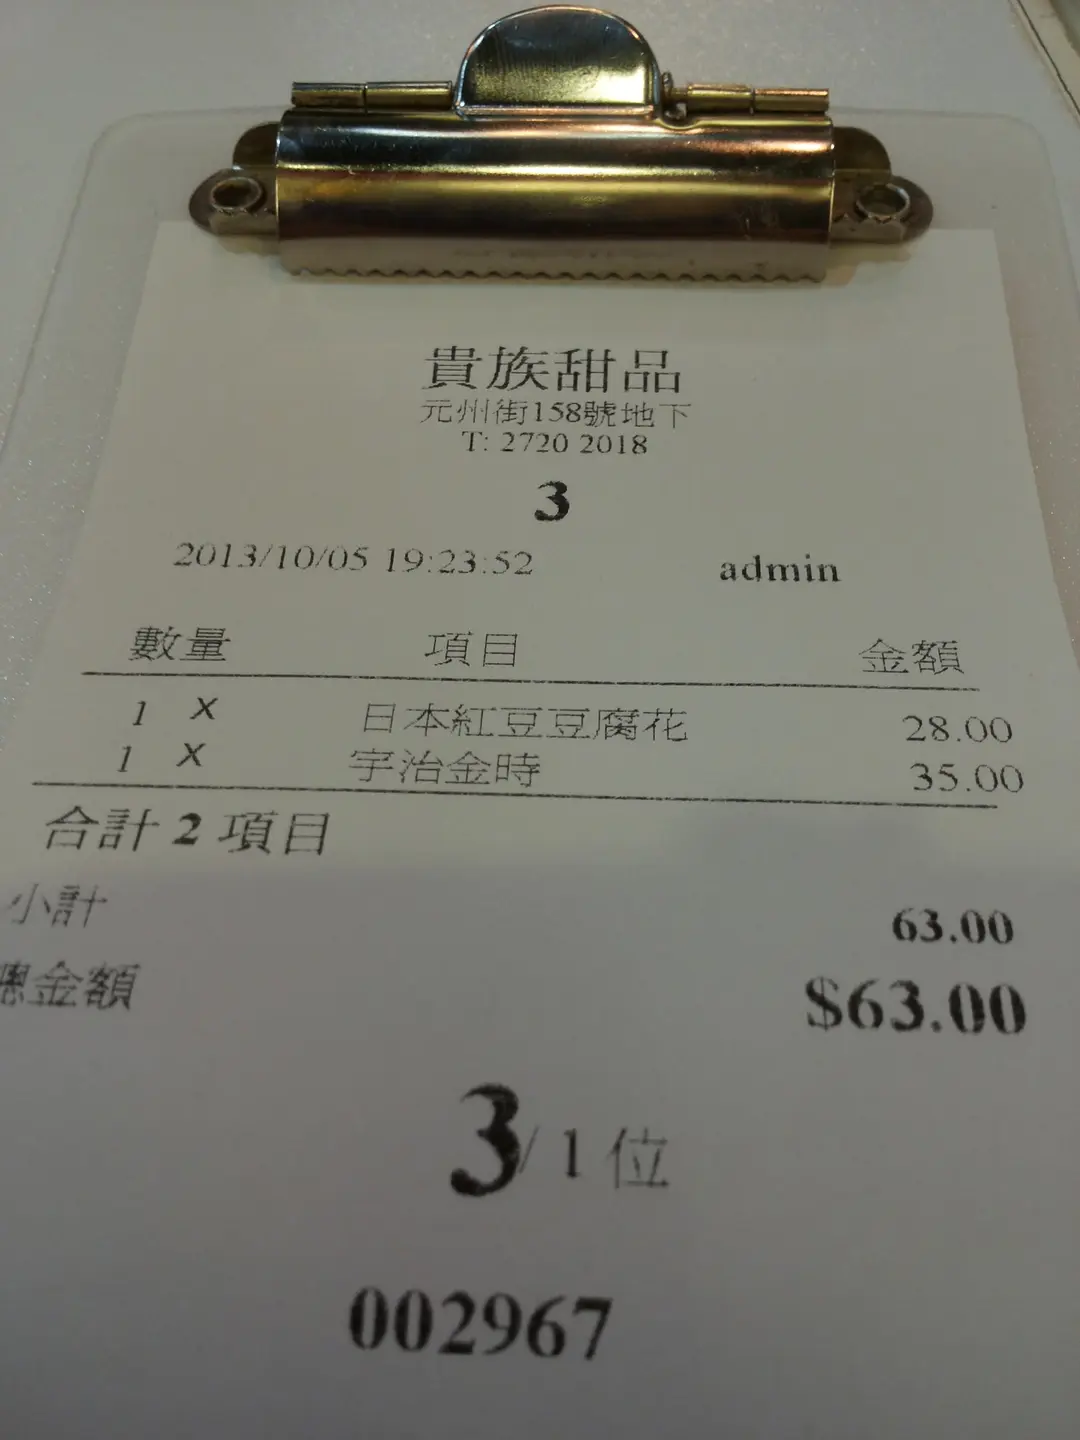 貴族甜品
元州街158號地下
T: 2720 2018
3
2013/10/05 19:23:52 admin
數量 項目 金額
1 X 日本紅豆豆腐花 28.00
1 X 宇治金時 35.00
合計 2 項目
小計 63.00
總金額 $63.00
3/ 1 位
002967